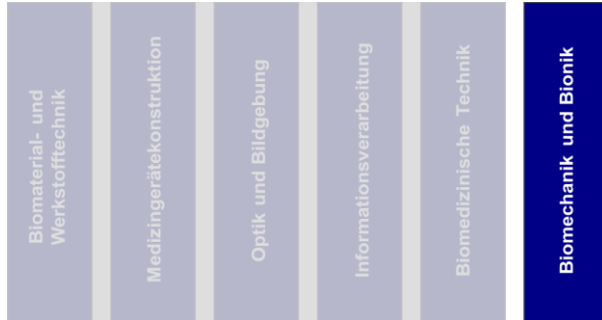 Biomaterial- und
Werkstofftechnik
Medizingerätekonstruktion
Optik und Bildgebung
Informationsverarbeitung
Biomedizinische Technik
Biomechanik und Bionik